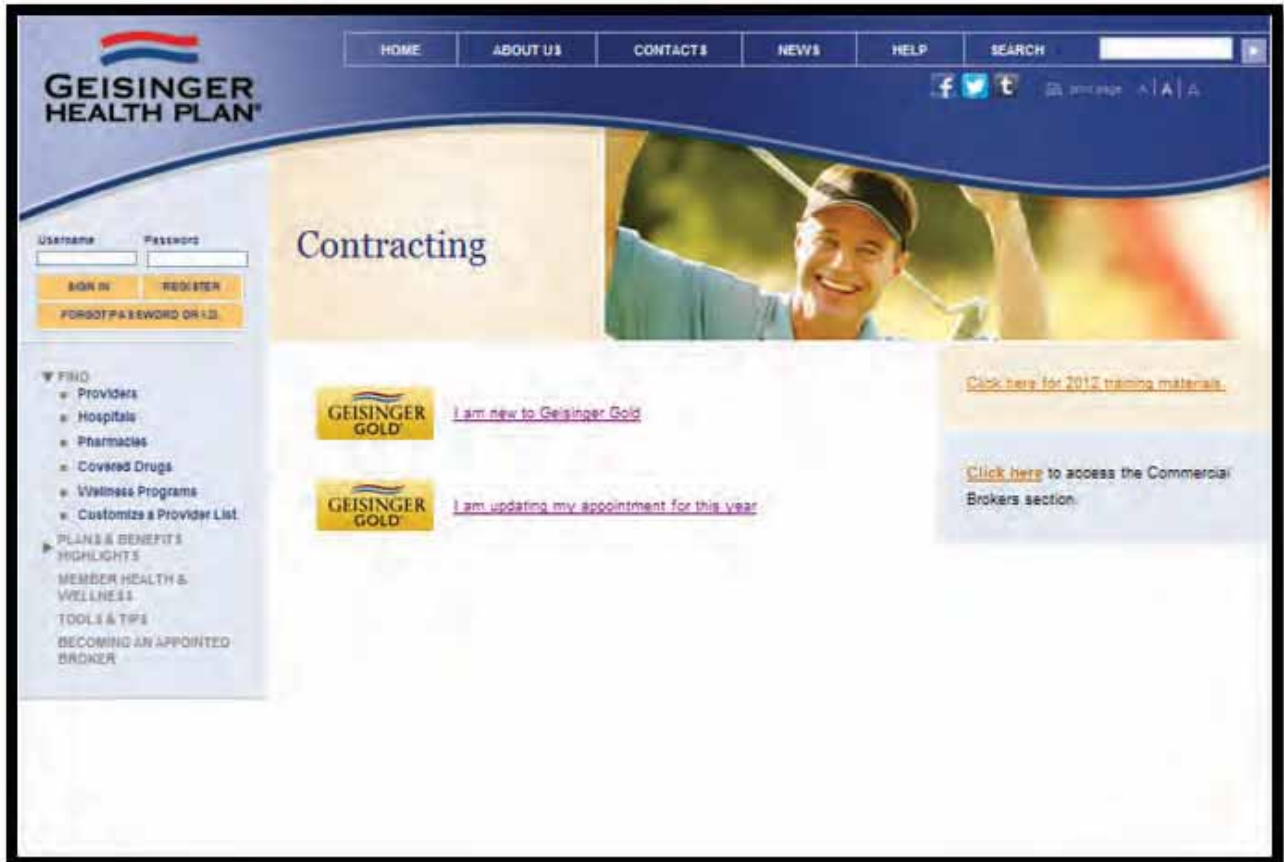 GEISINGER
HEALTH PLAN®
HOME ABOUT US CONTACTS NEWS HELP SEARCH
print page A A A
Username Password
SIGN IN REGISTER
FORGOT PASSWORD OR I.D.
Contracting
FIND
Providers
Hospitals
Pharmacies
Covered Drugs
Wellness Programs
Customize a Provider List
PLANS & BENEFITS
HIGHLIGHTS
MEMBER HEALTH &
WELLNESS
TOOLS & TIPS
BECOMING AN APPOINTED
BROKER
GEISINGER
GOLD®
I am new to Geisinger Gold
GEISINGER
GOLD®
I am updating my appointment for this year
Click here for 2012 training materials.
Click here to access the Commercial
Brokers section.